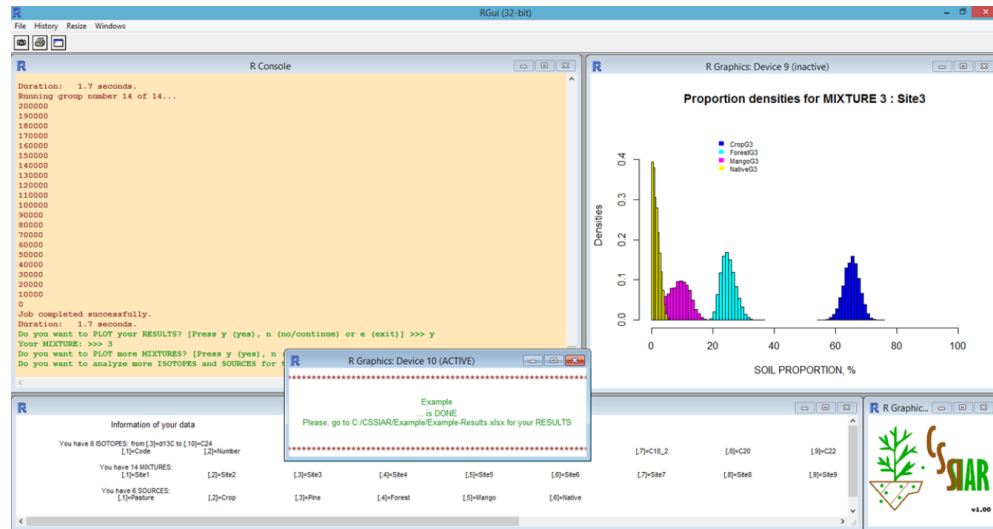 RGui (32-bit)
File History Resize Windows
R Console
Duration: 1.7 seconds.
Running group number 14 of 14...
200000
190000
180000
170000
160000
150000
140000
130000
120000
110000
100000
90000
80000
70000
60000
50000
40000
30000
20000
10000
0
Job completed successfully.
Duration: 1.7 seconds.
Do you want to PLOT your RESULTS? [Press y (yes), n (no/continue) or e (exit)] >>> y
Your MIXTURE: >>> 3
Do you want to PLOT more MIXTURES? [Press y (yes), n (
Do you want to analyze more ISOTOPES and SOURCES for
R Graphics: Device 9 (inactive)
Proportion densities for MIXTURE 3 : Site3
CropG3
ForestG3
MangoG3
NativeG3
Densities
0.4
0.3
0.2
0.1
0.0
0 20 40 60 80 100
SOIL PROPORTION, %
R Graphics: Device 10 (ACTIVE)
Example
... is DONE
Please, go to C:/CSSIAR/Example/Example-Results.xlsx for your RESULTS
Information of your data
You have 8 ISOTOPES: from [,3]=d13C to [,10]=C24
[,1]=Code [,2]=Number [,7]=C18_2 [,8]=C20 [,9]=C22
You have 14 MIXTURES:
[,1]=Site1 [,2]=Site2 [,3]=Site3 [,4]=Site4 [,5]=Site5 [,6]=Site6 [,7]=Site7 [,8]=Site8 [,9]=Site9
You have 6 SOURCES:
[,1]=Pasture [,2]=Crop [,3]=Pine [,4]=Forest [,5]=Mango [,6]=Native
R Graphic...
CSSIAR
v1.00